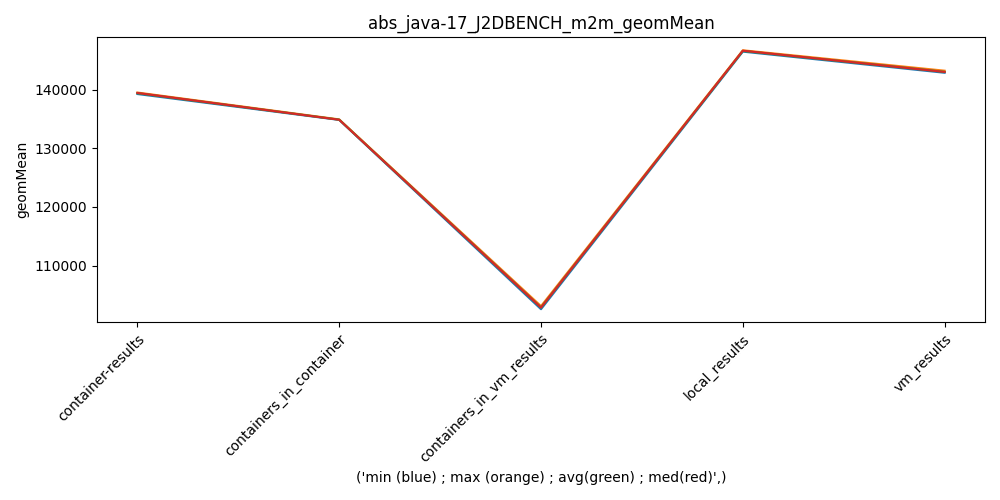 abs_java-17_J2DBENCH_m2m_geomMean
geomMean
140000
130000
120000
110000
container-results
containers_in_container
containers_in_vm_results
local_results
vm_results
('min (blue) ; max (orange) ; avg(green) ; med(red)',)